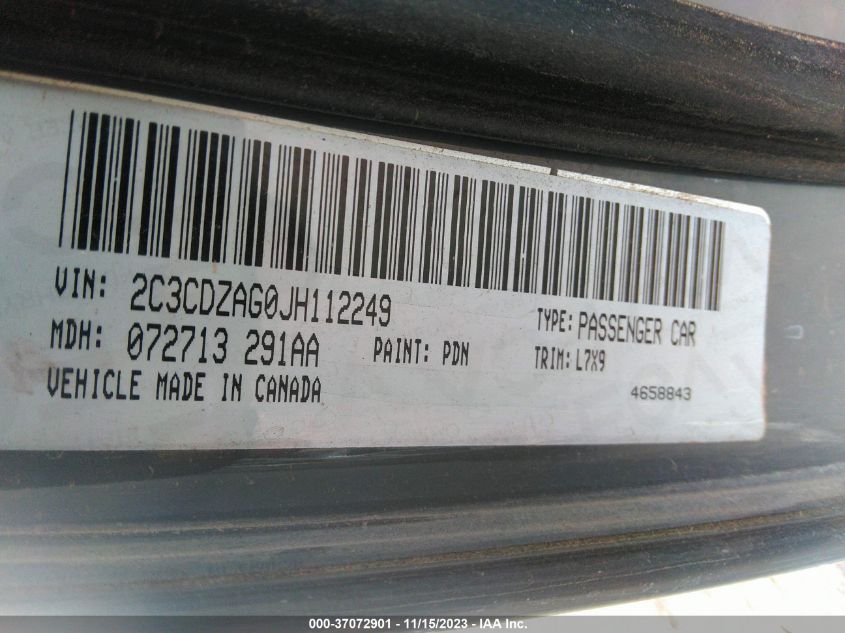 VIN: 2C3CDZAG0JH112249
TYPE: PASSENGER CAR
MDH: 072713 291AA
PAINT: PDN
TRIM: L7X9
VEHICLE MADE IN CANADA
4658843
000-37072901 - 11/15/2023 - IAA Inc.